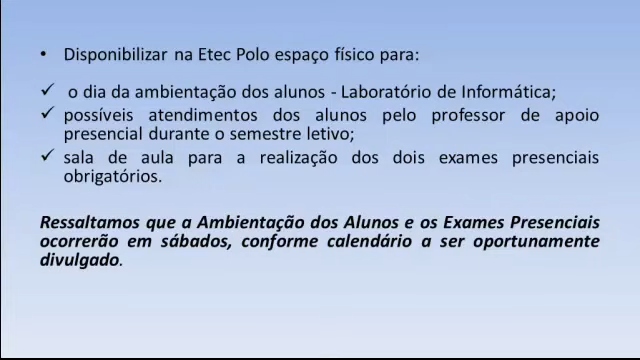 • Disponibilizar na Etec Polo espaço físico para:
✓ o dia da ambientação dos alunos - Laboratório de Informática;
✓ possíveis atendimentos dos alunos pelo professor de apoio
presencial durante o semestre letivo;
✓ sala de aula para a realização dos dois exames presenciais
obrigatórios.
Ressaltamos que a Ambientação dos Alunos e os Exames Presenciais
ocorrerão em sábados, conforme calendário a ser oportunamente
divulgado.